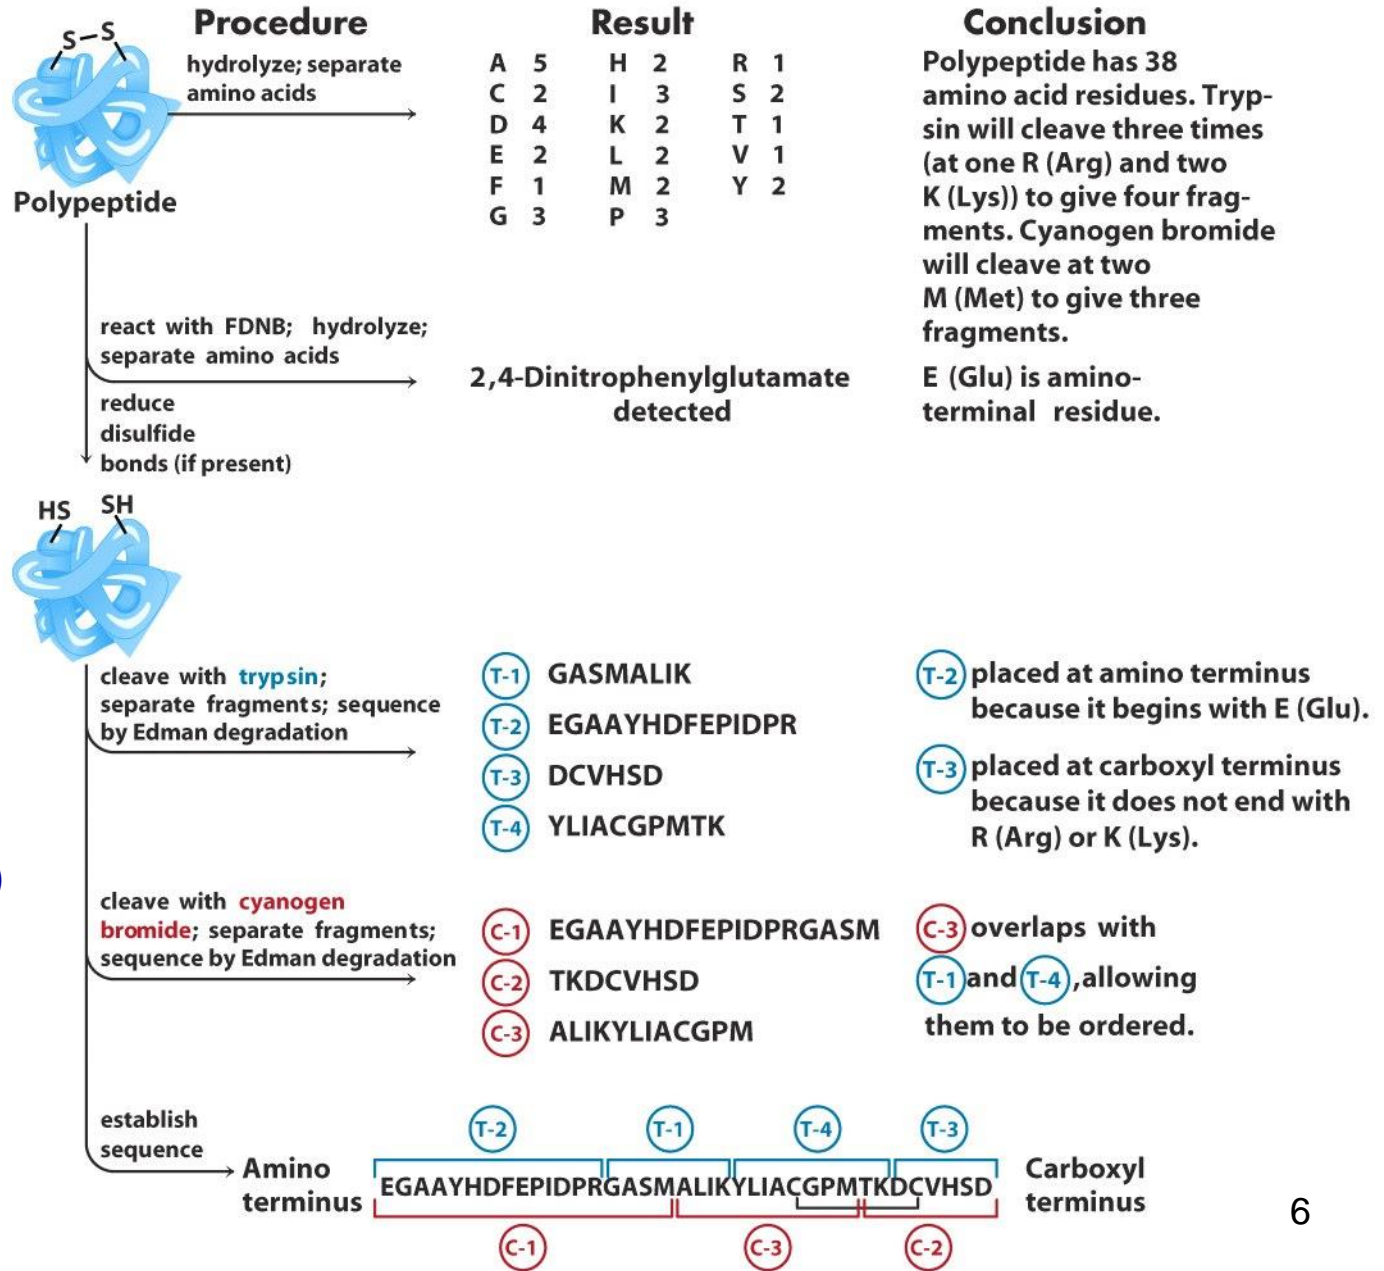 Procedure Result Conclusion
S–S
Polypeptide
hydrolyze; separate
amino acids
A 5 H 2 R 1
C 2 I 3 S 2
D 4 K 2 T 1
E 2 L 2 V 1
F 1 M 2 Y 2
G 3 P 3
Polypeptide has 38
amino acid residues. Tryp-
sin will cleave three times
(at one R (Arg) and two
K (Lys)) to give four frag-
ments. Cyanogen bromide
will cleave at two
M (Met) to give three
fragments.
react with FDNB; hydrolyze;
separate amino acids
2,4-Dinitrophenylglutamate
detected
E (Glu) is amino-
terminal residue.
reduce
disulfide
bonds (if present)
HS SH
cleave with trypsin;
separate fragments; sequence
by Edman degradation
T-1 GASMALIK
T-2 EGAAYHDFEPIDPR
T-3 DCVHSD
T-4 YLIACGPMTK
T-2 placed at amino terminus
because it begins with E (Glu).
T-3 placed at carboxyl terminus
because it does not end with
R (Arg) or K (Lys).
)
cleave with cyanogen
bromide; separate fragments;
sequence by Edman degradation
C-1 EGAAYHDFEPIDPRGASM
C-2 TKDCVHSD
C-3 ALIKYLIACGPM
C-3 overlaps with
T-1 and T-4, allowing
them to be ordered.
establish
sequence
T-2 T-1 T-4 T-3
Amino
terminus
EGAAYHDFEPIDPRGASMALIKYLIACGPMTKDCVHSD
Carboxyl
terminus
C-1 C-3 C-2
6